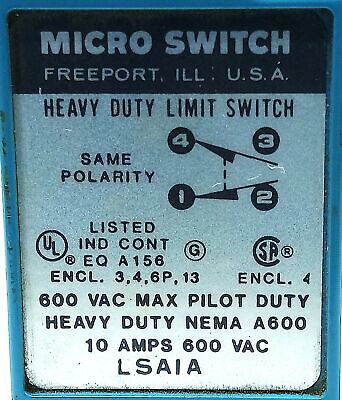 MICRO SWITCH
FREEPORT, ILL. U.S.A.
HEAVY DUTY LIMIT SWITCH
SAME
POLARITY
4 3
1 2
LISTED
UL ® IND CONT G SA ®
EQ A156
ENCL. 3,4,6P,13 ENCL. 4
600 VAC MAX PILOT DUTY
HEAVY DUTY NEMA A600
10 AMPS 600 VAC
LSA1A